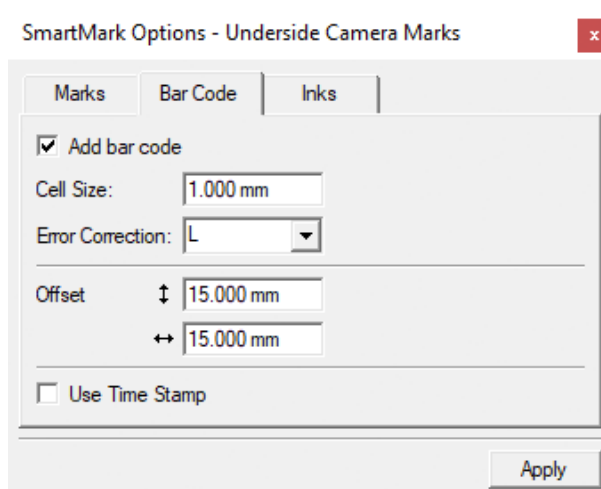 SmartMark Options - Underside Camera Marks x
Marks Bar Code Inks
Add bar code
Cell Size: 1.000 mm
Error Correction: L
Offset 15.000 mm
15.000 mm
Use Time Stamp
Apply